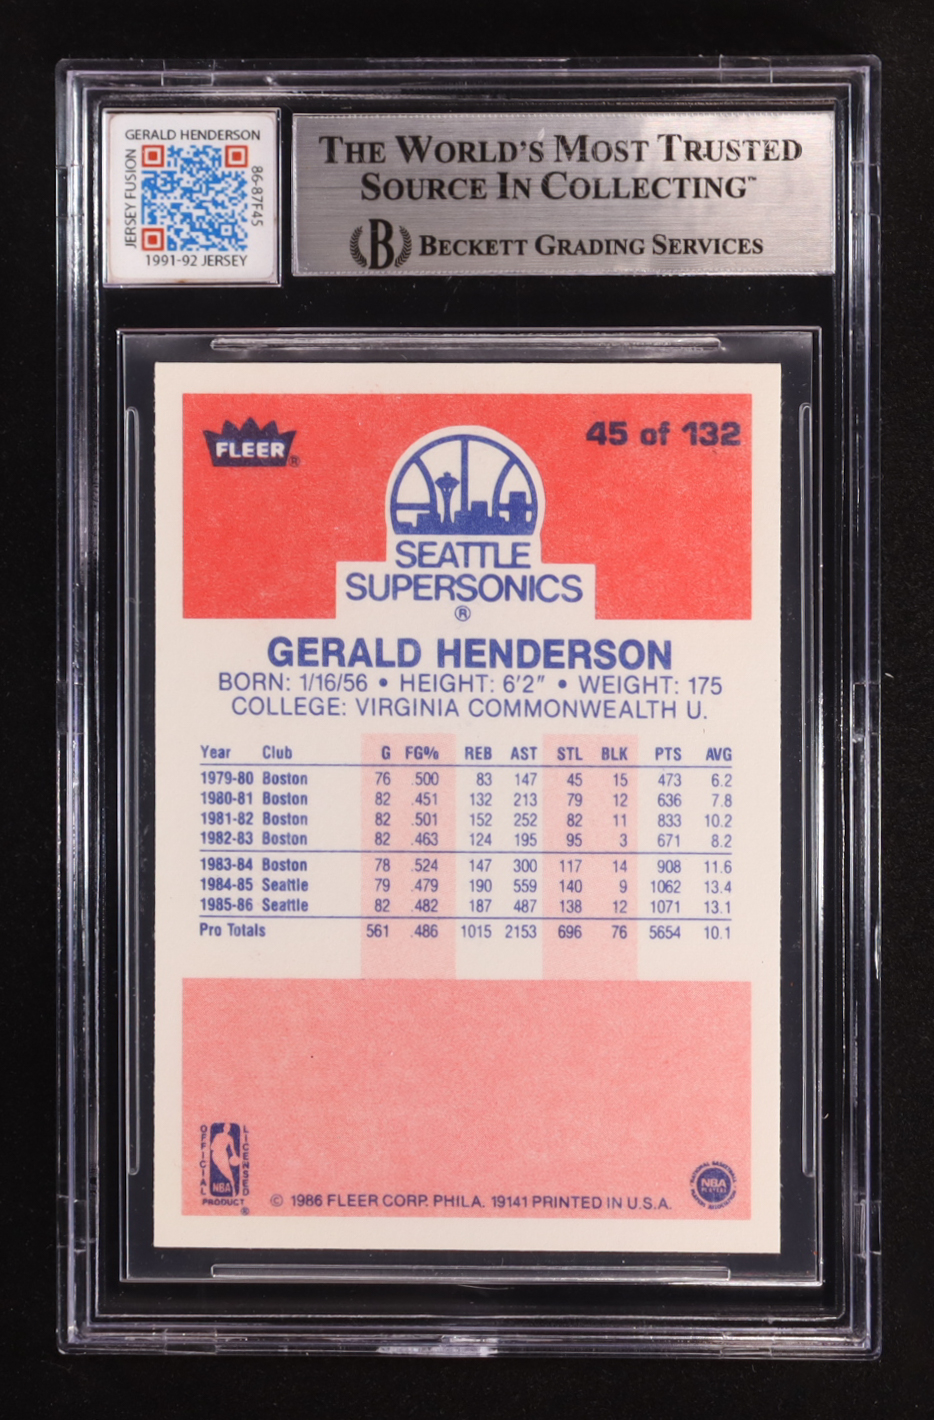 GERALD HENDERSON
JERSEY FUSION
86-87F45
1991-92 JERSEY
THE WORLD'S MOST TRUSTED
SOURCE IN COLLECTING™
B BECKETT GRADING SERVICES
FLEER®
45 of 132
SEATTLE
SUPERSONICS
®
GERALD HENDERSON
BORN: 1/16/56 • HEIGHT: 6'2" • WEIGHT: 175
COLLEGE: VIRGINIA COMMONWEALTH U.
Year Club G FG% REB AST STL BLK PTS AVG
1979-80 Boston 76 .500 83 147 45 15 473 6.2
1980-81 Boston 82 .451 132 213 79 12 636 7.8
1981-82 Boston 82 .501 152 252 82 11 833 10.2
1982-83 Boston 82 .463 124 195 95 3 671 8.2
1983-84 Boston 78 .524 147 300 117 14 908 11.6
1984-85 Seattle 79 .479 190 559 140 9 1062 13.4
1985-86 Seattle 82 .482 187 487 138 12 1071 13.1
Pro Totals 561 .486 1015 2153 696 76 5654 10.1
OFFICIAL LICENSED
NBA
PRODUCT
®
© 1986 FLEER CORP. PHILA. 19141 PRINTED IN U.S.A.
NBA
PLAYERS